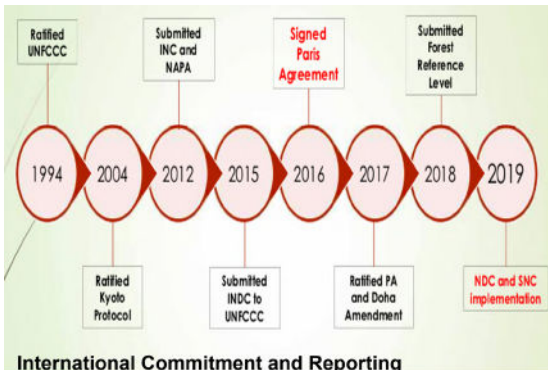 Ratified
UNFCCC
Submitted
INC and
NAPA
Signed
Paris
Agreement
Submitted
Forest
Reference
Level
1994
2004
2012
2015
2016
2017
2018
2019
Ratified
Kyoto
Protocol
Submitted
INDC to
UNFCCC
Ratified PA
and Doha
Amendment
NDC and SNC
implementation
International Commitment and Reporting